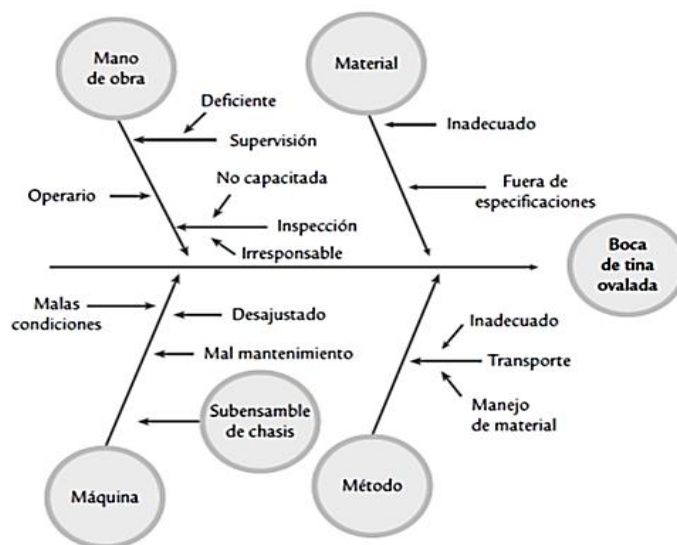 Mano
de obra
Material
Deficiente
Inadecuado
Supervisión
No capacitada
Operario
Fuera de
especificaciones
Inspección
Irresponsable
Boca
de tina
ovalada
Malas
condiciones
Desajustado
Inadecuado
Mal mantenimiento
Transporte
Subensamble
de chasis
Manejo
de material
Máquina
Método